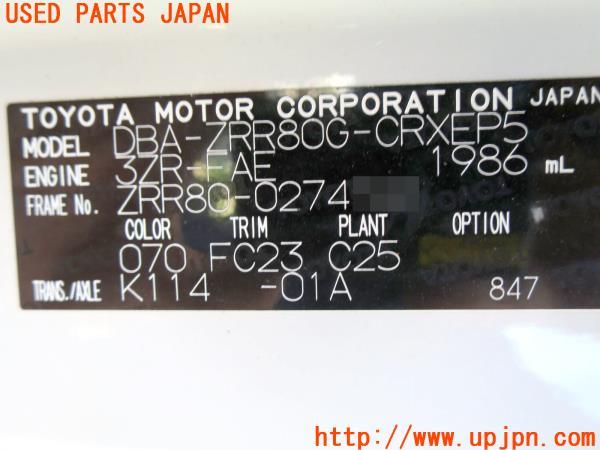 USED PARTS JAPAN
TOYOTA MOTOR CORPORATION JAPAN
MODEL DBA-ZRR80G-CRXEP5
ENGINE 3ZR-FAE 1986 mL
FRAME No. ZRR80-0274
COLOR TRIM PLANT OPTION
070 FC23 C25
TRANS./AXLE K114 -01A 847
http://www.upjpn.com